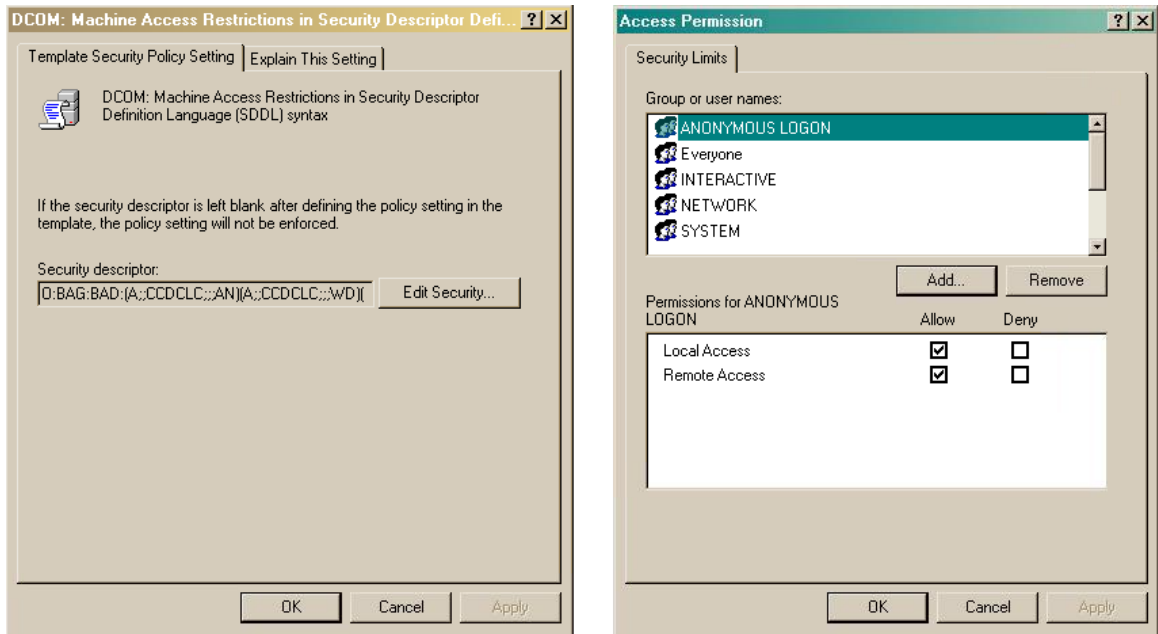 DCOM: Machine Access Restrictions in Security Descriptor Defi...
Template Security Policy Setting
Explain This Setting
DCOM: Machine Access Restrictions in Security Descriptor
Definition Language (SDDL) syntax
If the security descriptor is left blank after defining the policy setting in the
template, the policy setting will not be enforced.
Security descriptor:
O:BAG:BAD:(A;;CCDCLC;;;AN)(A;;CCDCLC;;;WD)(
Edit Security...
OK
Cancel
Apply
Access Permission
Security Limits
Group or user names:
ANONYMOUS LOGON
Everyone
INTERACTIVE
NETWORK
SYSTEM
Add...
Remove
Permissions for ANONYMOUS
LOGON
Allow
Deny
Local Access
Remote Access
OK
Cancel
Apply